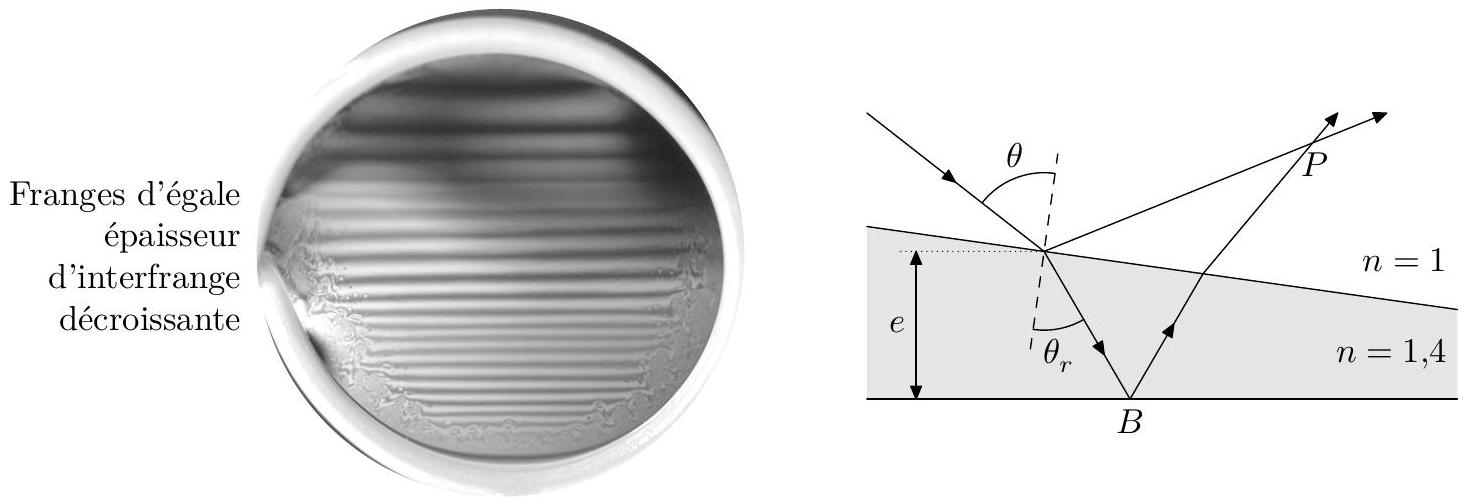 Franges d'égale
épaisseur
d'interfrange
décroissante
θ
P
n = 1
e
θr
n = 1,4
B